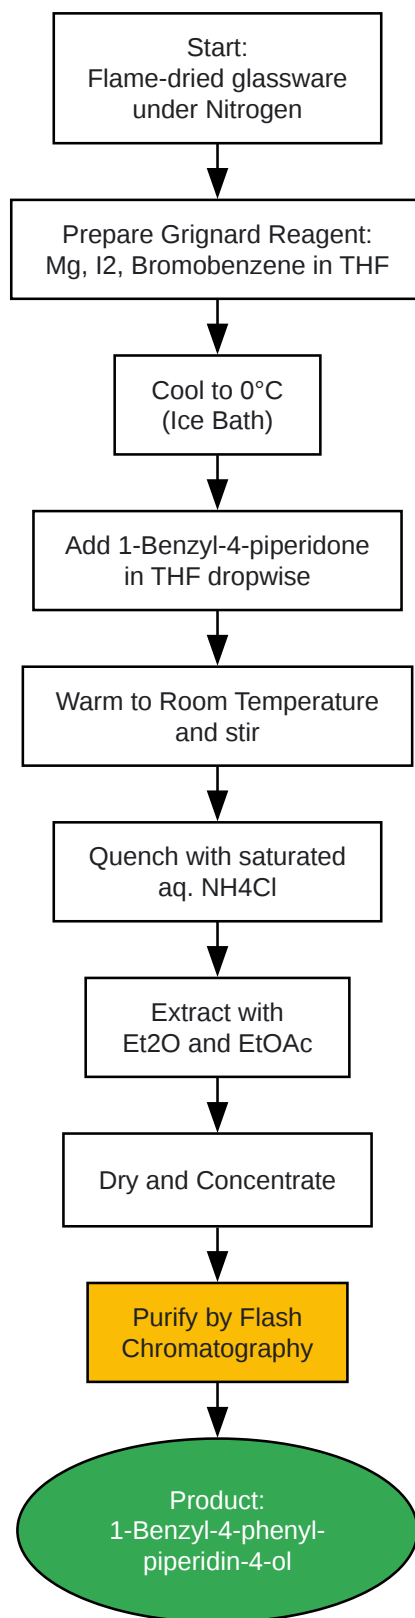 Start:
Flame-dried glassware
under Nitrogen
Prepare Grignard Reagent:
Mg, I2, Bromobenzene in THF
Cool to 0°C
(Ice Bath)
Add 1-Benzyl-4-piperidone
in THF dropwise
Warm to Room Temperature
and stir
Quench with saturated
aq. NH4Cl
Extract with
Et2O and EtOAc
Dry and Concentrate
Purify by Flash
Chromatography
Product:
1-Benzyl-4-phenyl-
piperidin-4-ol